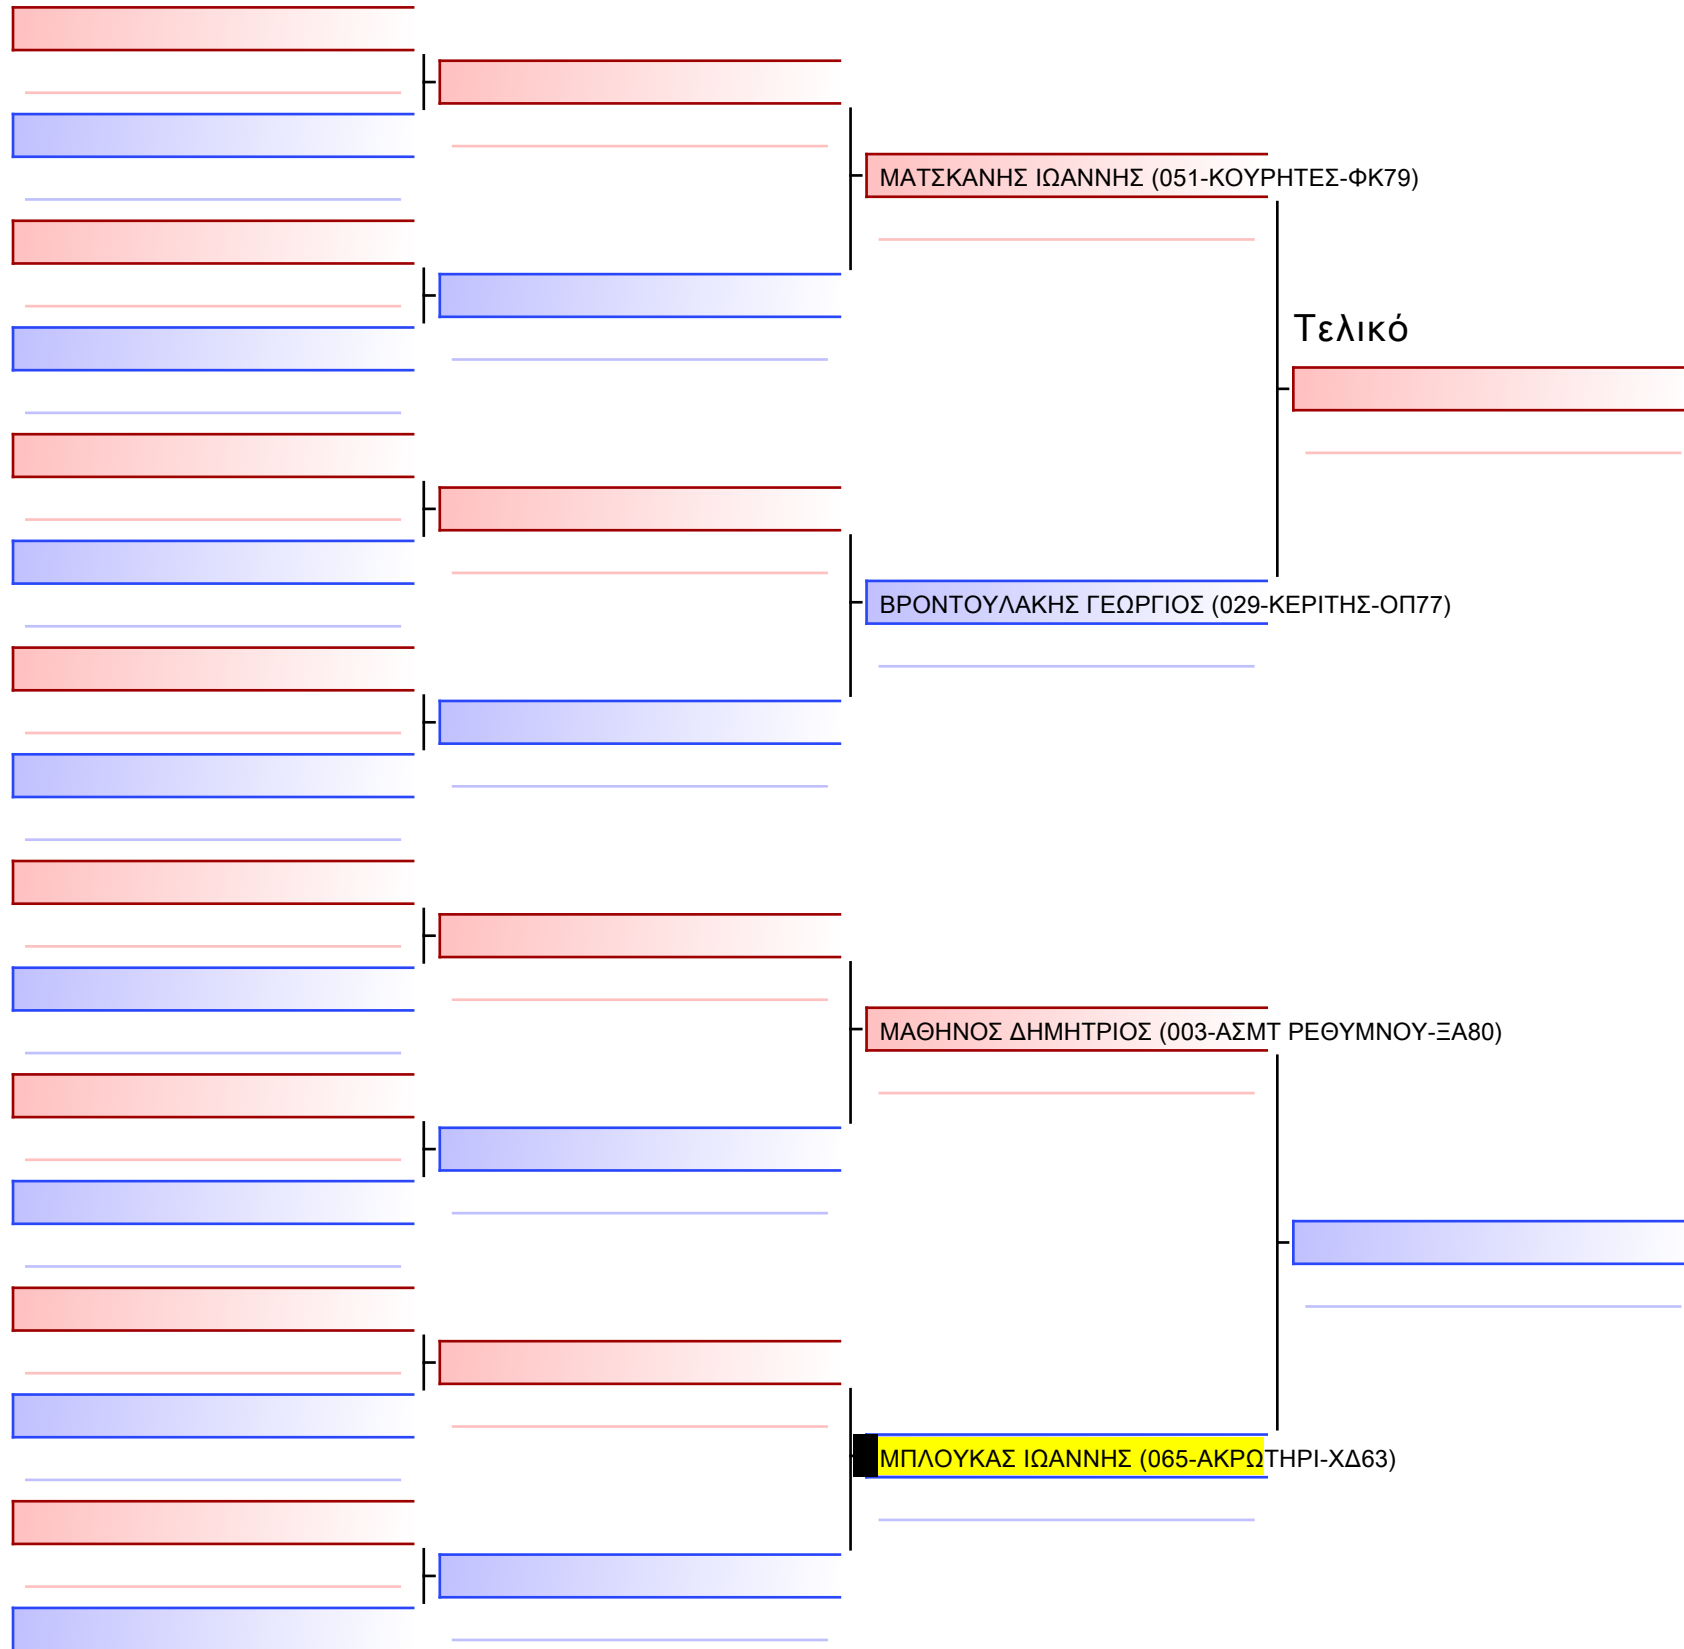 ΜΑΤΣΚΑΝΗΣ ΙΩΑΝΝΗΣ (051-ΚΟΥΡΗΤΕΣ-ΦΚ79)
Τελικό
ΒΡΟΝΤΟΥΛΑΚΗΣ ΓΕΩΡΓΙΟΣ (029-ΚΕΡΙΤΗΣ-ΟΠ77)
ΜΑΘΗΝΟΣ ΔΗΜΗΤΡΙΟΣ (003-ΑΣΜΤ ΡΕΘΥΜΝΟΥ-ΞΑ80)
ΜΠΛΟΥΚΑΣ ΙΩΑΝΝΗΣ (065-ΑΚΡΩΤΗΡΙ-ΧΔ63)